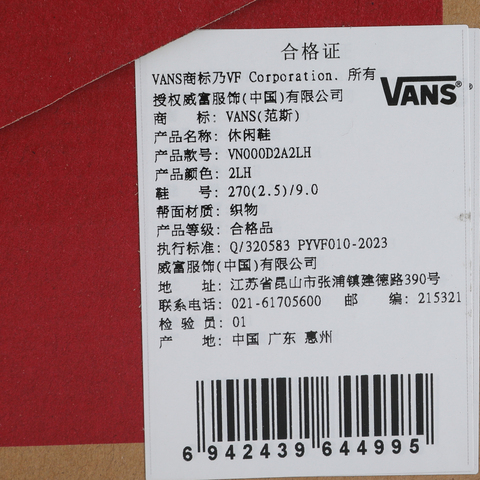 合格证
VANS商标乃VF Corporation. 所有
授权威富服饰(中国)有限公司
VANS®
商 标: VANS(范斯)
产品名称: 休闲鞋
产品款号: VN000D2A2LH
产品颜色: 2LH
鞋 号: 270(2.5)/9.0
帮面材质: 织物
产品等级: 合格品
执行标准: Q/320583 PYVF010-2023
威富服饰(中国)有限公司
地 址: 江苏省昆山市张浦镇建德路390号
联系电话: 021-61705600 邮 编: 215321
检 验 员: 01
产 地: 中国 广东 惠州
6 942439 644995